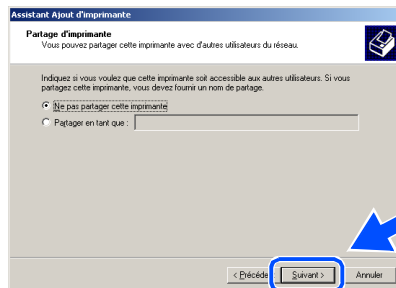 Assistant Ajout d'imprimante
Partage d'imprimante
Vous pouvez partager cette imprimante avec d'autres utilisateurs du réseau.
Indiquez si vous voulez que cette imprimante soit accessible aux autres utilisateurs. Si vous
partagez cette imprimante, vous devez fournir un nom de partage.
Ne pas partager cette imprimante
Partager en tant que :
< Précéde Suivant > Annuler